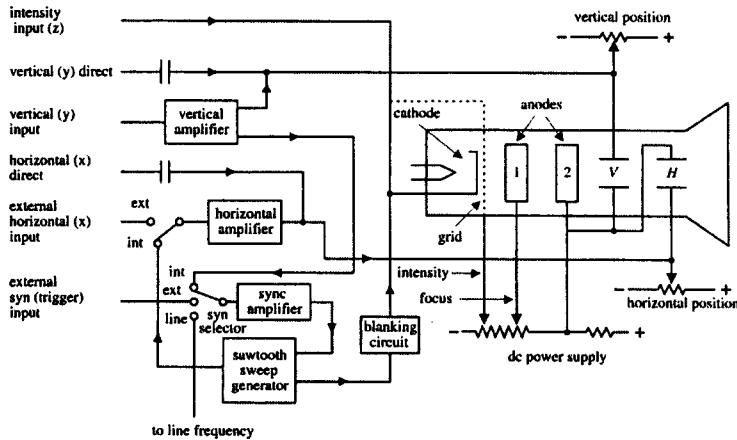 intensity
input (z)
vertical (y) direct
vertical (y)
input
vertical
amplifier
horizontal (x)
direct
external
horizontal (x)
input
ext
int
horizontal
amplifier
external
syn (trigger)
input
int
ext
line
syn
selector
sync
amplifier
sawtooth
sweep
generator
blanking
circuit
to line frequency
vertical position
− +
anodes
cathode
1
2
V
H
grid
intensity
focus
− +
horizontal position
− +
dc power supply